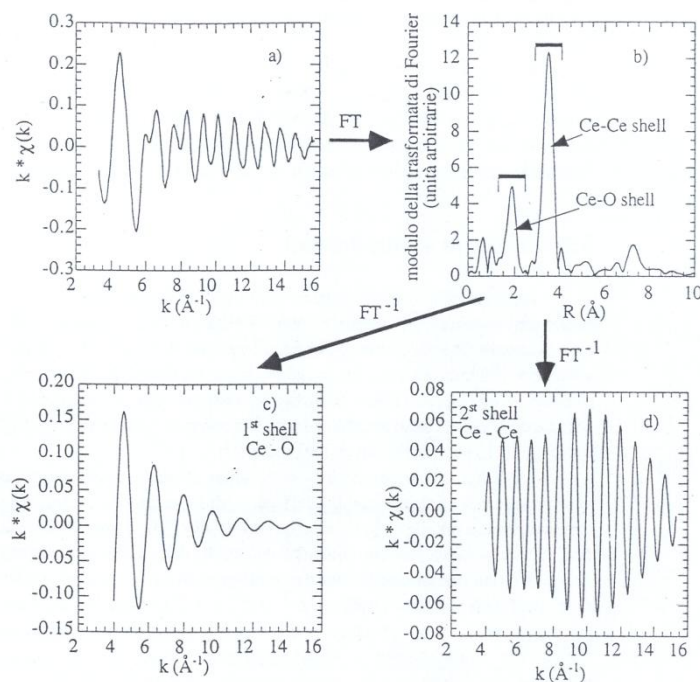 a)
k * χ(k)
0.3
0.2
0.1
0.0
-0.1
-0.2
-0.3
2 4 6 8 10 12 14 16
k (Å⁻¹)
FT
b)
modulo della trasformata di Fourier
(unità arbitrarie)
14
12
10
8
6
4
2
0
Ce-Ce shell
Ce-O shell
0 2 4 6 8 10
R (Å)
FT⁻¹
FT⁻¹
c)
1st shell
Ce - O
k * χ(k)
0.20
0.15
0.10
0.05
0.00
-0.05
-0.10
-0.15
2 4 6 8 10 12 14 16
k (Å⁻¹)
2st shell
Ce - Ce
d)
k * χ(k)
0.08
0.06
0.04
0.02
0.00
-0.02
-0.04
-0.06
-0.08
2 4 6 8 10 12 14 16
k (Å⁻¹)